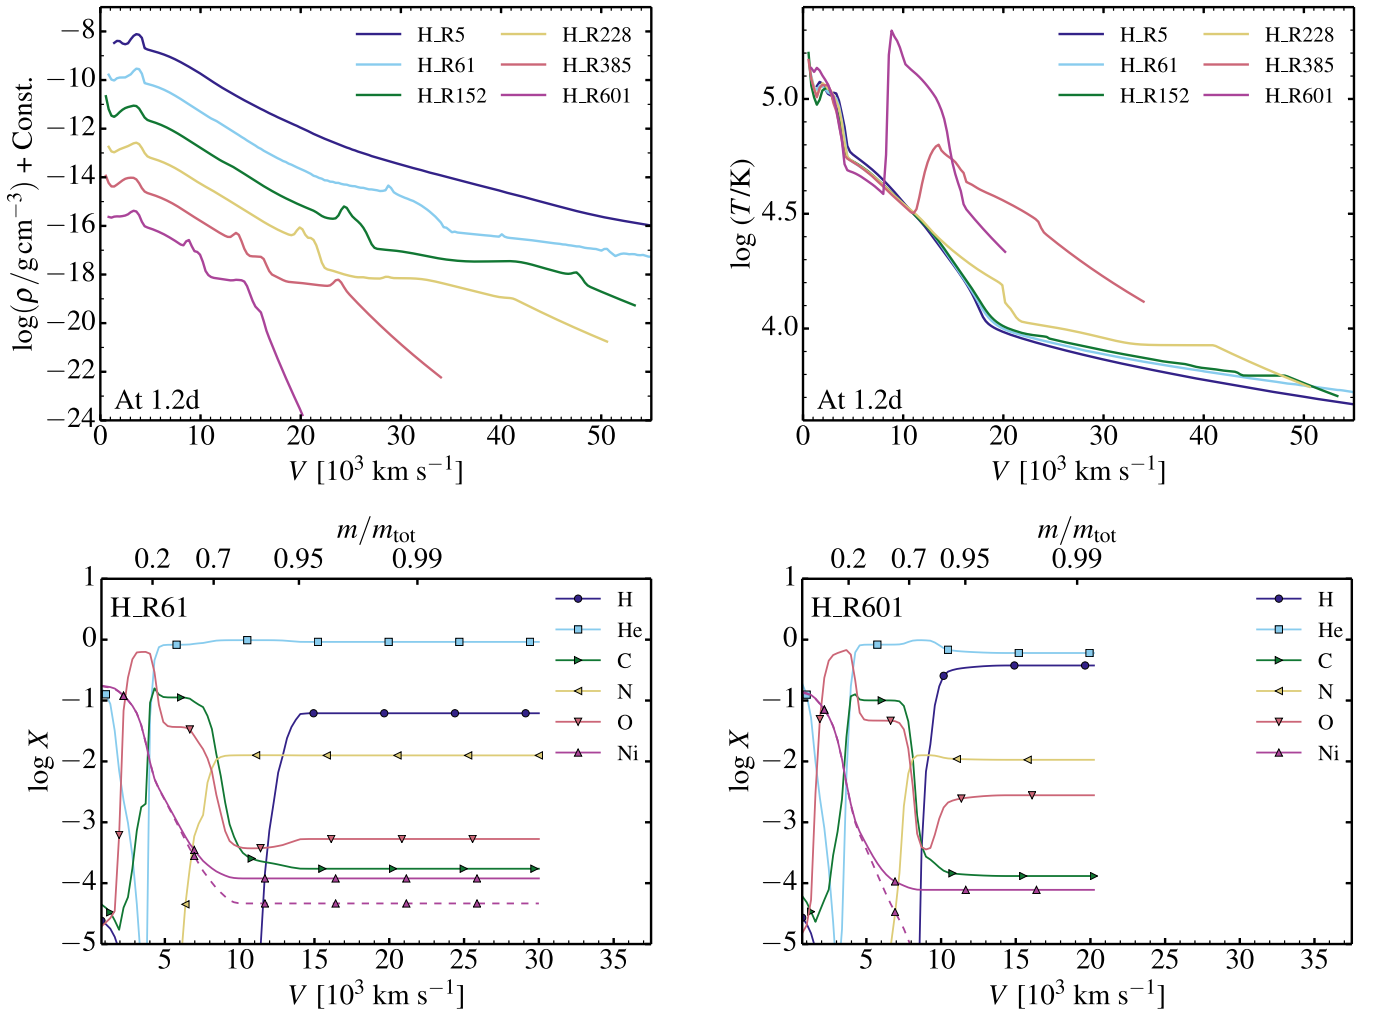 log(ρ/g cm⁻³) + Const.
−8
−10
−12
−14
−16
−18
−20
−22
−24
H_R5
H_R61
H_R152
H_R228
H_R385
H_R601
At 1.2d
0 10 20 30 40 50
V [10³ km s⁻¹]
log (T/K)
5.0
4.5
4.0
H_R5
H_R61
H_R152
H_R228
H_R385
H_R601
At 1.2d
0 10 20 30 40 50
V [10³ km s⁻¹]
m/m_tot
0.2 0.7 0.95 0.99
log X
1
0
−1
−2
−3
−4
−5
H_R61
H
He
C
N
O
Ni
5 10 15 20 25 30
V [10³ km s⁻¹]
m/m_tot
0.2 0.7 0.95 0.99
log X
1
0
−1
−2
−3
−4
−5
H_R601
H
He
C
N
O
Ni
5 10 15 20 25 30 35
V [10³ km s⁻¹]